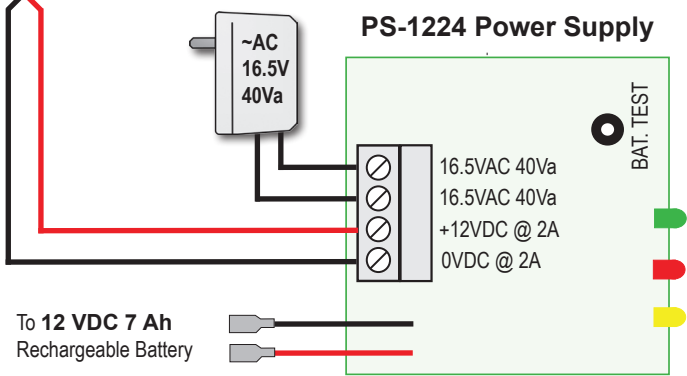 PS-1224 Power Supply
~AC
16.5V
40Va
BAT. TEST
16.5VAC 40Va
16.5VAC 40Va
+12VDC @ 2A
0VDC @ 2A
To 12 VDC 7 Ah
Rechargeable Battery